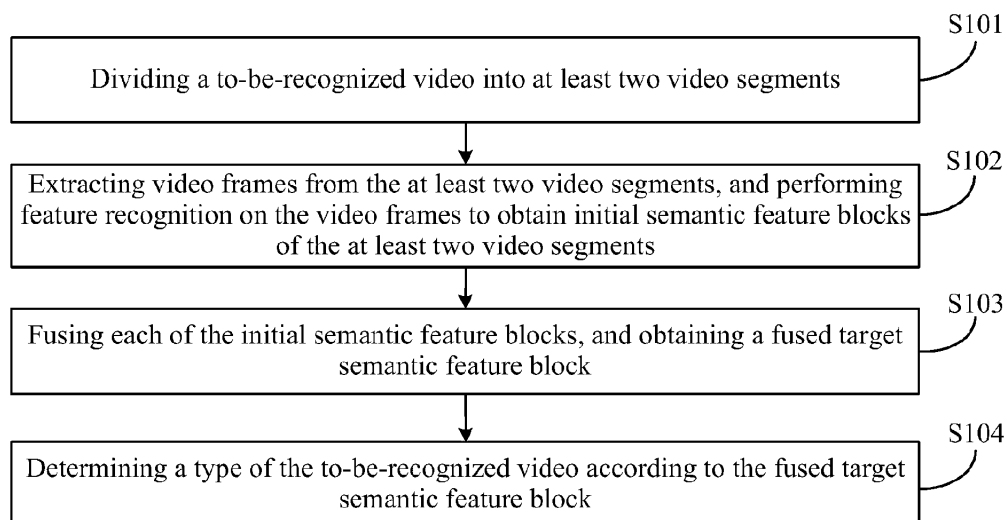 S101
Dividing a to-be-recognized video into at least two video segments
S102
Extracting video frames from the at least two video segments, and performing
feature recognition on the video frames to obtain initial semantic feature blocks
of the at least two video segments
S103
Fusing each of the initial semantic feature blocks, and obtaining a fused target
semantic feature block
S104
Determining a type of the to-be-recognized video according to the fused target
semantic feature block